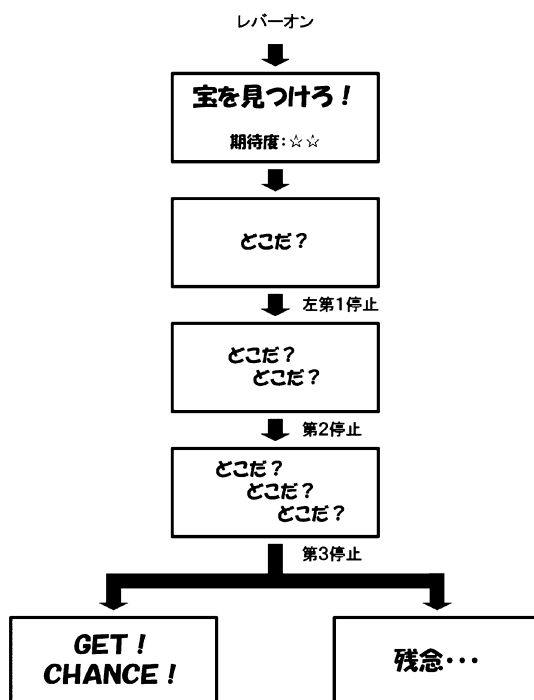 レバーオン
宝を見つけろ！
期待度：☆☆
どこだ？
左第1停止
どこだ？
どこだ？
第2停止
どこだ？
どこだ？
どこだ？
第3停止
GET！
CHANCE！
残念・・・